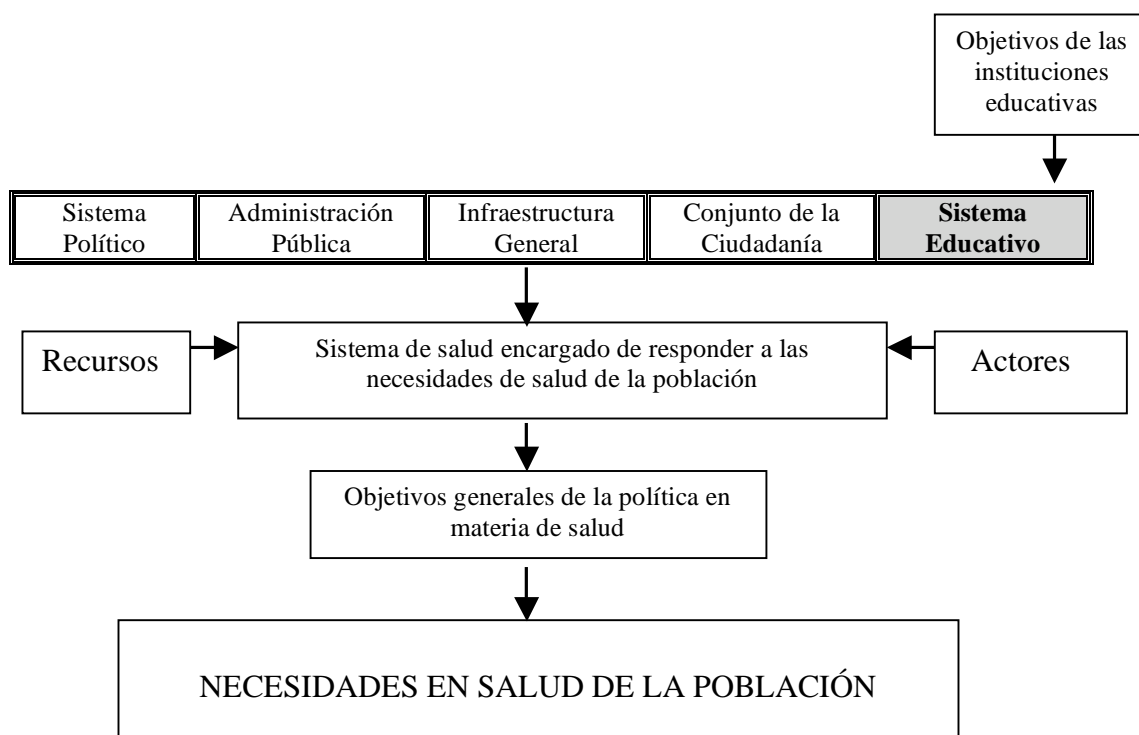 Objetivos de las
instituciones
educativas
Sistema
Político
Administración
Pública
Infraestructura
General
Conjunto de la
Ciudadanía
Sistema
Educativo
Recursos
Sistema de salud encargado de responder a las
necesidades de salud de la población
Actores
Objetivos generales de la política en
materia de salud
NECESIDADES EN SALUD DE LA POBLACIÓN